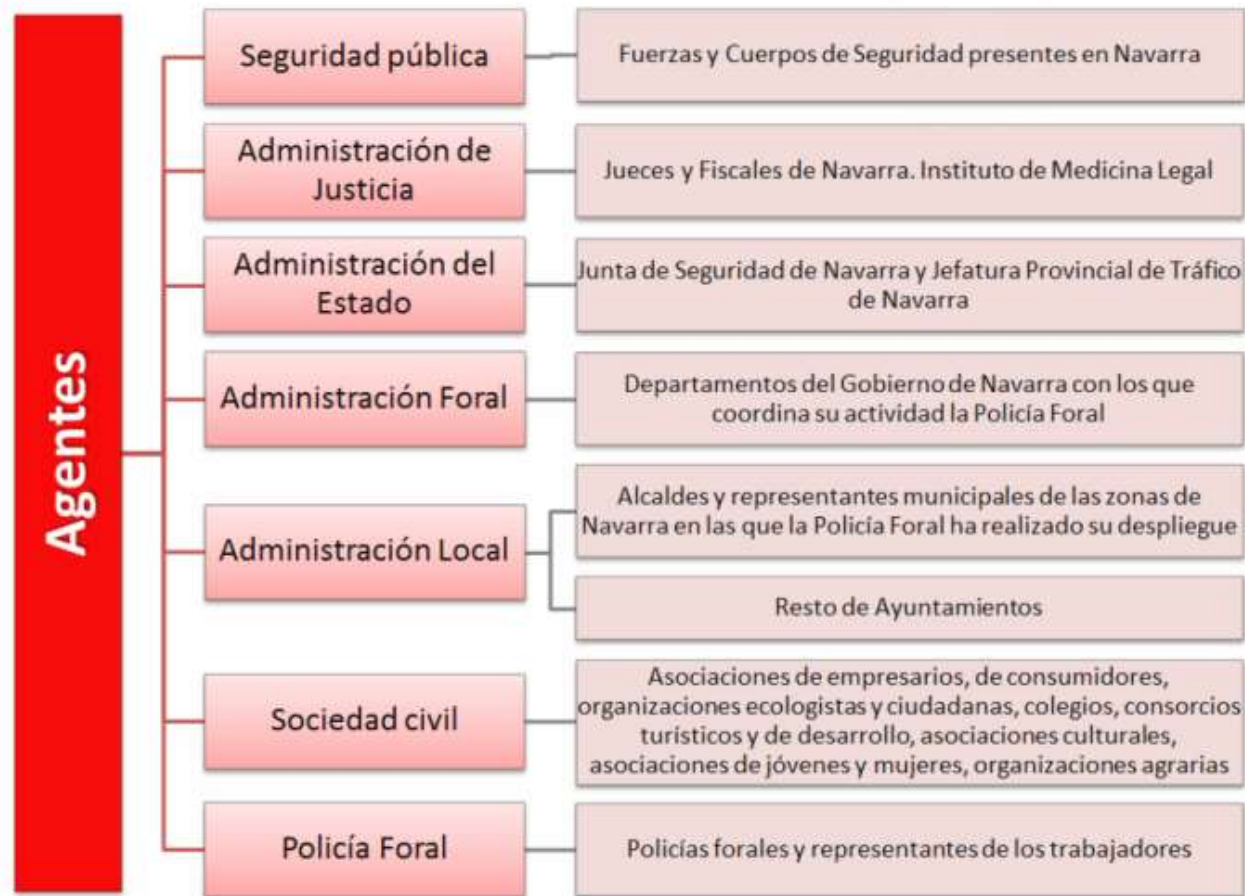 Agentes
Seguridad pública
Fuerzas y Cuerpos de Seguridad presentes en Navarra
Administración de
Justicia
Jueces y Fiscales de Navarra. Instituto de Medicina Legal
Administración del
Estado
Junta de Seguridad de Navarra y Jefatura Provincial de Tráfico
de Navarra
Administración Foral
Departamentos del Gobierno de Navarra con los que
coordina su actividad la Policía Foral
Administración Local
Alcaldes y representantes municipales de las zonas de
Navarra en las que la Policía Foral ha realizado su despliegue
Resto de Ayuntamientos
Sociedad civil
Asociaciones de empresarios, de consumidores,
organizaciones ecologistas y ciudadanas, colegios, consorcios
turísticos y de desarrollo, asociaciones culturales,
asociaciones de jóvenes y mujeres, organizaciones agrarias
Policía Foral
Policías forales y representantes de los trabajadores